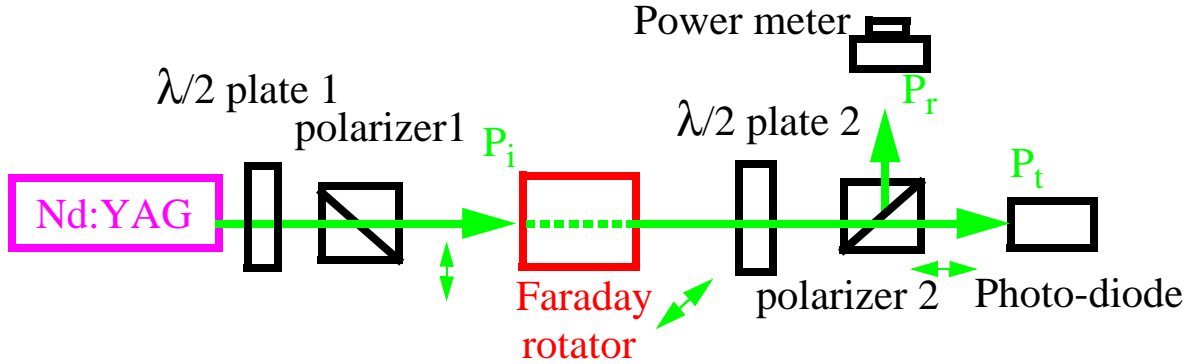 Power meter
λ/2 plate 1
P_r
polarizer1
λ/2 plate 2
P_i
P_t
Nd:YAG
Faraday
rotator
polarizer 2
Photo-diode